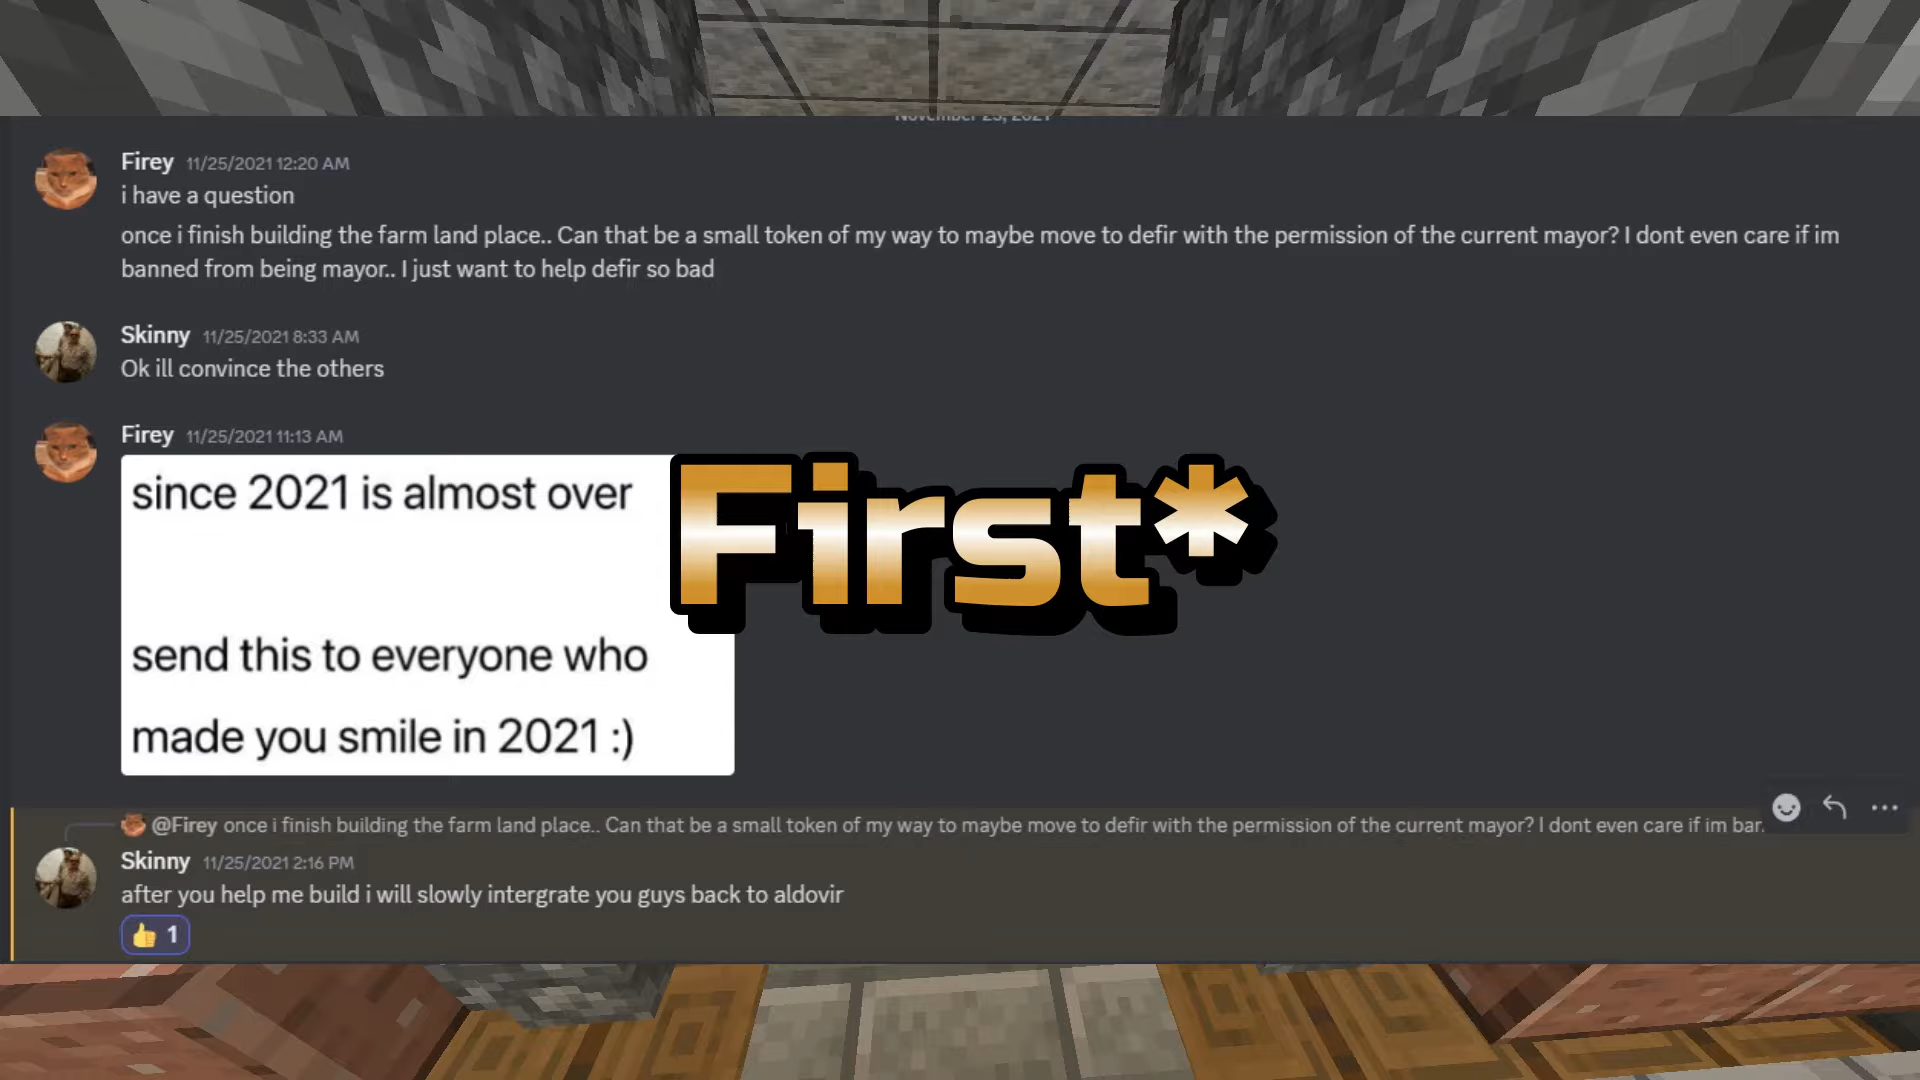 November 25, 2021
Firey 11/25/2021 12:20 AM
i have a question
once i finish building the farm land place.. Can that be a small token of my way to maybe move to defir with the permission of the current mayor? I dont even care if im
banned from being mayor.. I just want to help defir so bad
Skinny 11/25/2021 8:33 AM
Ok ill convince the others
Firey 11/25/2021 11:13 AM
since 2021 is almost over
First*
send this to everyone who
made you smile in 2021 :)
@Firey once i finish building the farm land place.. Can that be a small token of my way to maybe move to defir with the permission of the current mayor? I dont even care if im bar.
Skinny 11/25/2021 2:16 PM
after you help me build i will slowly intergrate you guys back to aldovir
👍 1